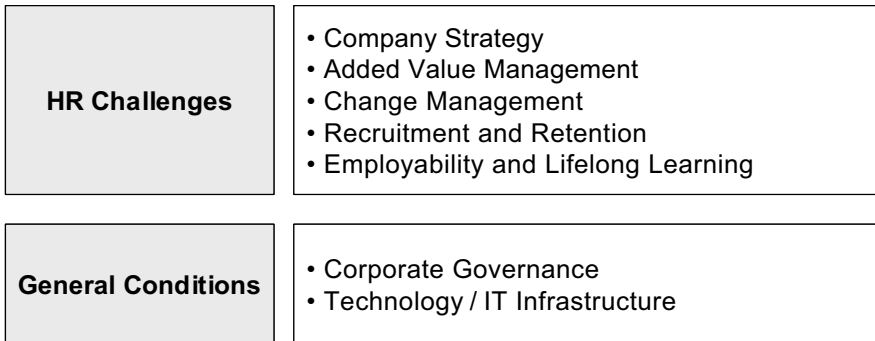 HR Challenges
• Company Strategy
• Added Value Management
• Change Management
• Recruitment and Retention
• Employability and Lifelong Learning
General Conditions
• Corporate Governance
• Technology / IT Infrastructure